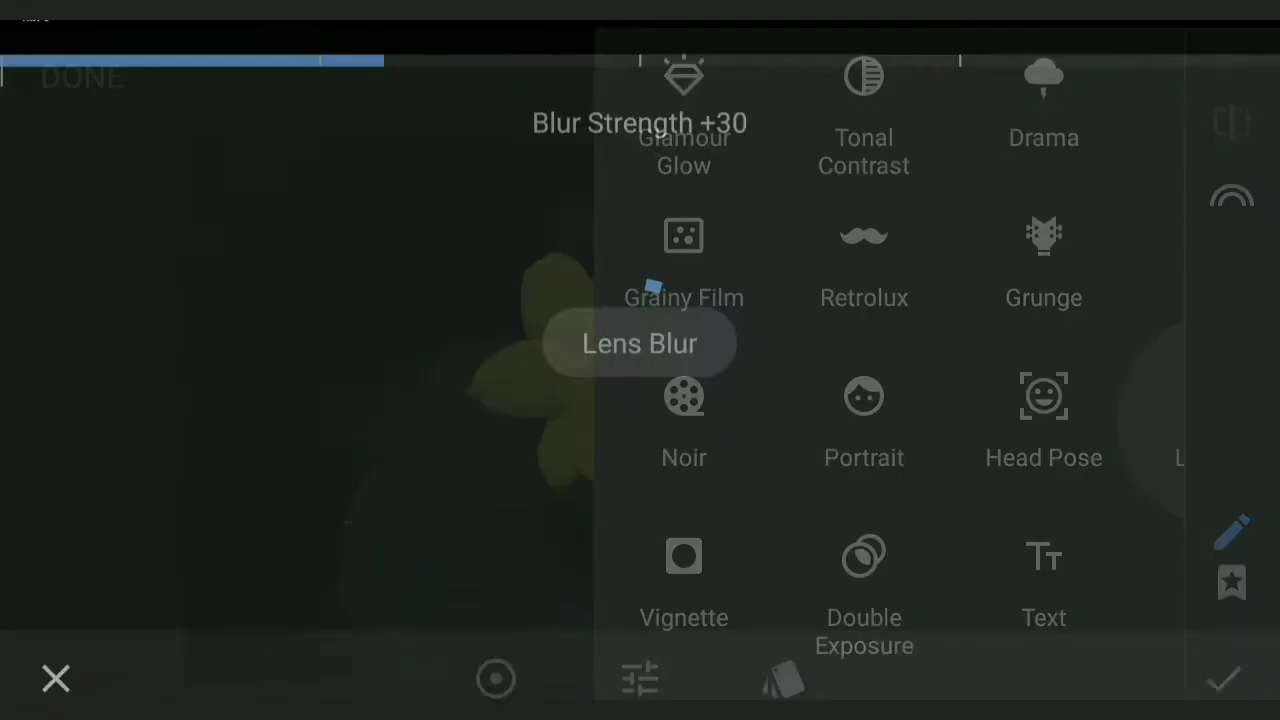 DONE
Blur Strength +30
Glamour
Glow
Tonal
Contrast
Drama
Grainy Film
Retrolux
Grunge
Lens Blur
Noir
Portrait
Head Pose
L
Vignette
Double
Exposure
Text